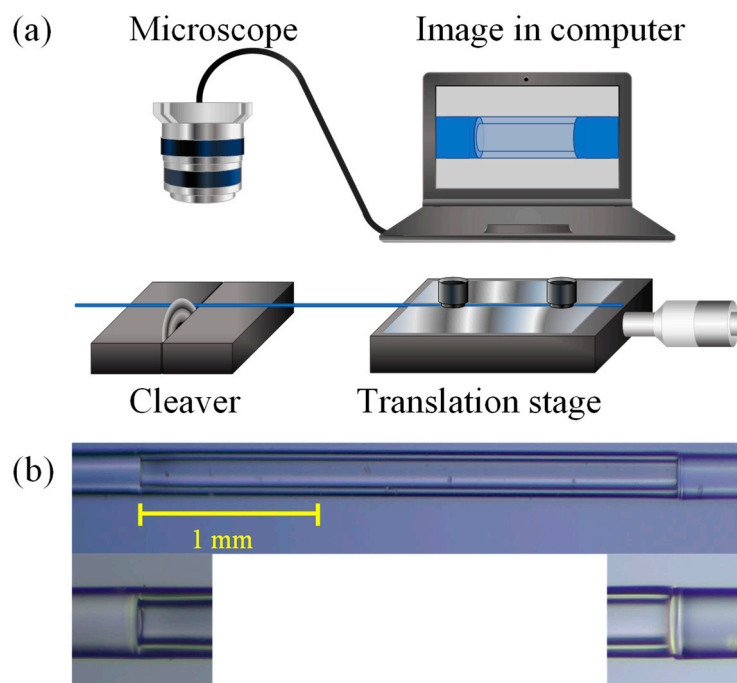 (a)
Microscope
Image in computer
Cleaver
Translation stage
(b)
1 mm